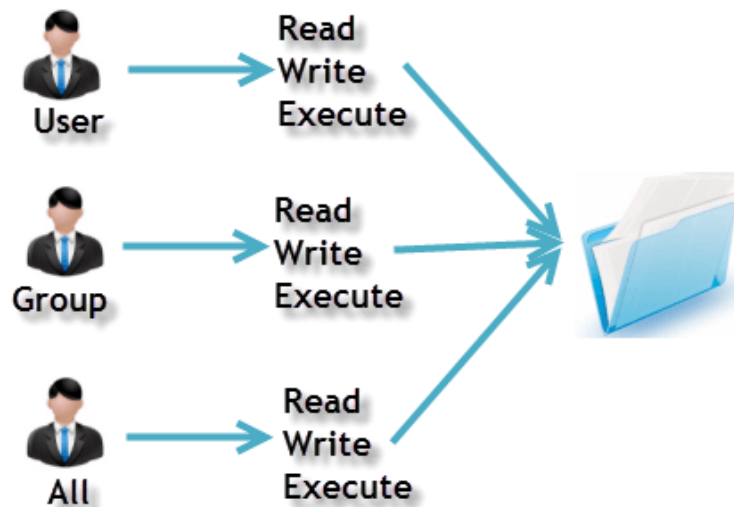 User
Read
Write
Execute
Group
Read
Write
Execute
All
Read
Write
Execute